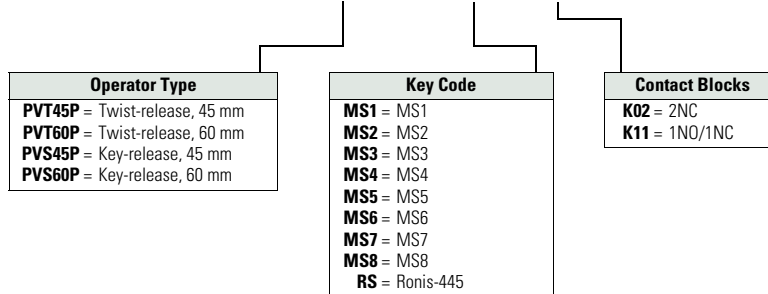 Operator Type
PVT45P = Twist-release, 45 mm
PVT60P = Twist-release, 60 mm
PVS45P = Key-release, 45 mm
PVS60P = Key-release, 60 mm
Key Code
MS1 = MS1
MS2 = MS2
MS3 = MS3
MS4 = MS4
MS5 = MS5
MS6 = MS6
MS7 = MS7
MS8 = MS8
RS = Ronis-445
Contact Blocks
K02 = 2NC
K11 = 1NO/1NC